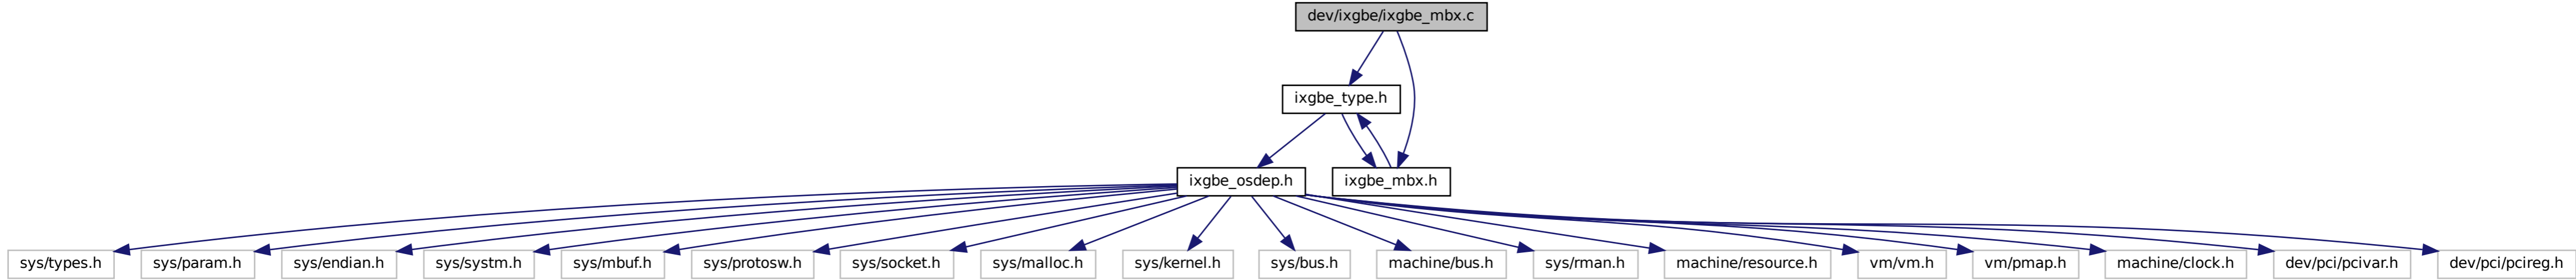 dev/ixgbe/ixgbe_mbx.c
ixgbe_type.h
ixgbe_osdep.h
ixgbe_mbx.h
sys/types.h
sys/param.h
sys/endian.h
sys/systm.h
sys/mbuf.h
sys/protosw.h
sys/socket.h
sys/malloc.h
sys/kernel.h
sys/bus.h
machine/bus.h
sys/rman.h
machine/resource.h
vm/vm.h
vm/pmap.h
machine/clock.h
dev/pci/pcivar.h
dev/pci/pcireg.h